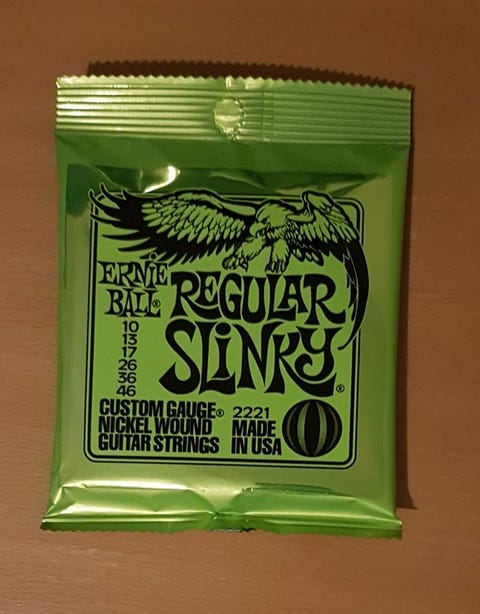 ERNIE
BALL®
REGULAR
SLINKY®
10
13
17
26
36
46
CUSTOM GAUGE®
NICKEL WOUND
GUITAR STRINGS
2221
MADE
IN USA